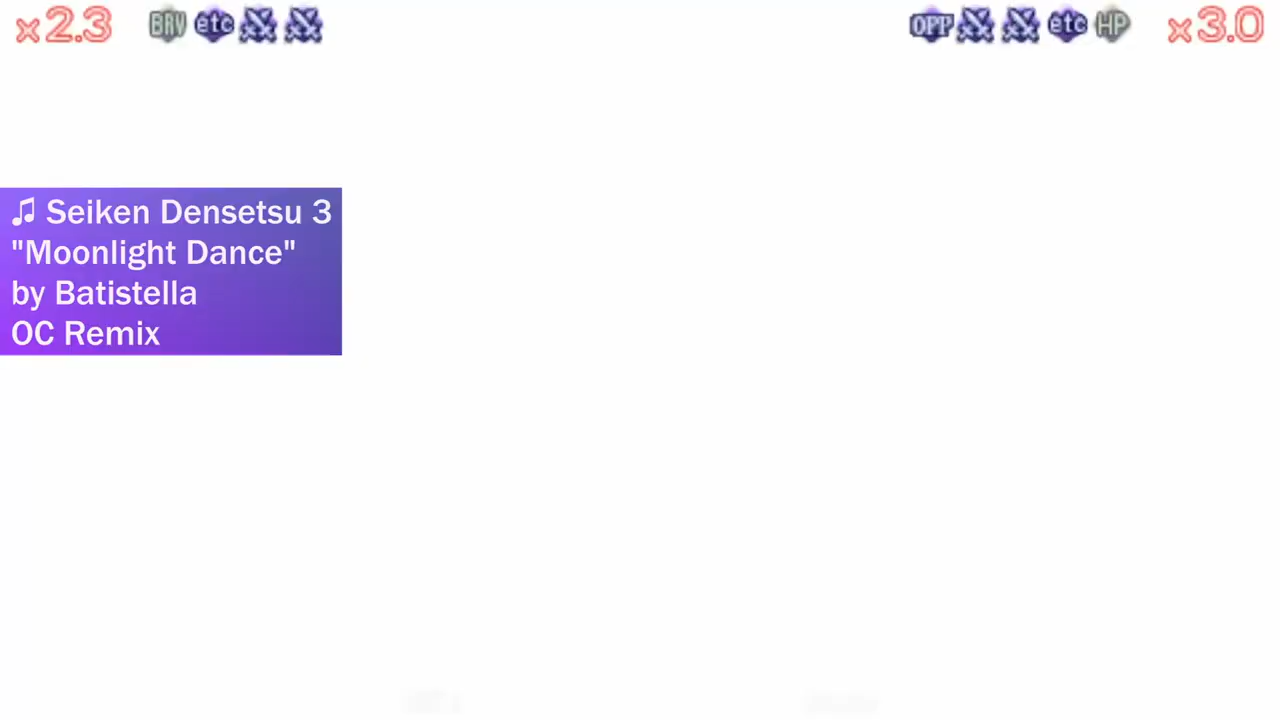 x2.3 BRV etc OPP etc HP x3.0
♫ Seiken Densetsu 3
"Moonlight Dance"
by Batistella
OC Remix